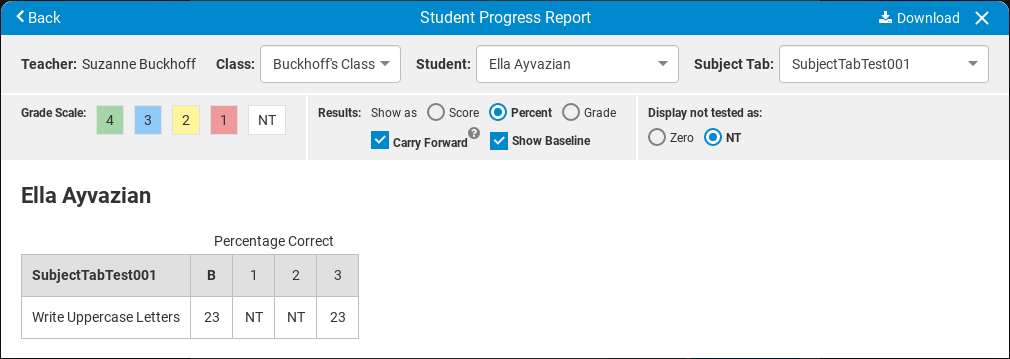 Back Student Progress Report Download
Teacher: Suzanne Buckhoff Class: Buckhoff's Class Student: Ella Ayvazian Subject Tab: SubjectTabTest001
Grade Scale: 4 3 2 1 NT Results: Show as Score Percent Grade Display not tested as:
Carry Forward ? Show Baseline Zero NT
Ella Ayvazian
Percentage Correct
SubjectTabTest001 B 1 2 3
Write Uppercase Letters 23 NT NT 23